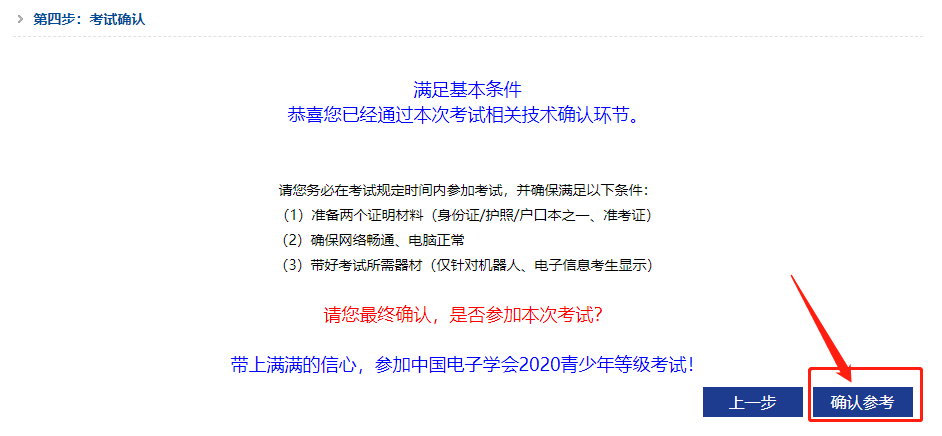 第四步：考试确认
满足基本条件
恭喜您已经通过本次考试相关技术确认环节。
请您务必在考试规定时间内参加考试，并确保满足以下条件：
（1）准备两个证明材料（身份证/护照/户口本之一、准考证）
（2）确保网络畅通、电脑正常
（3）带好考试所需器材（仅针对机器人、电子信息考生显示）
请您最终确认，是否参加本次考试？
带上满满的信心，参加中国电子学会2020青少年等级考试！
上一步
确认参考